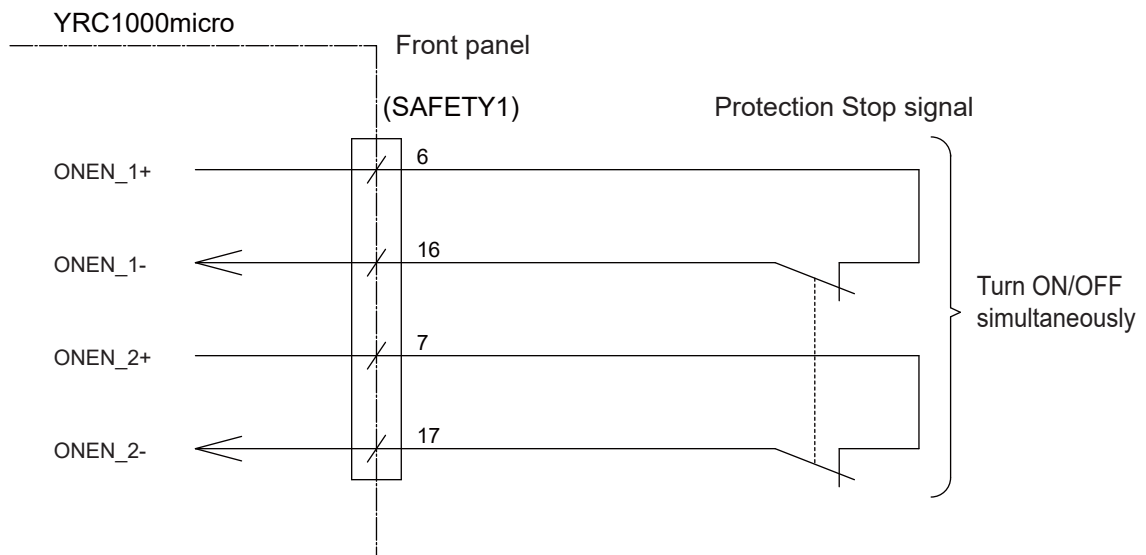 YRC1000micro
Front panel
(SAFETY1)
Protection Stop signal
6
ONEN_1+
16
ONEN_1-
Turn ON/OFF
simultaneously
7
ONEN_2+
17
ONEN_2-